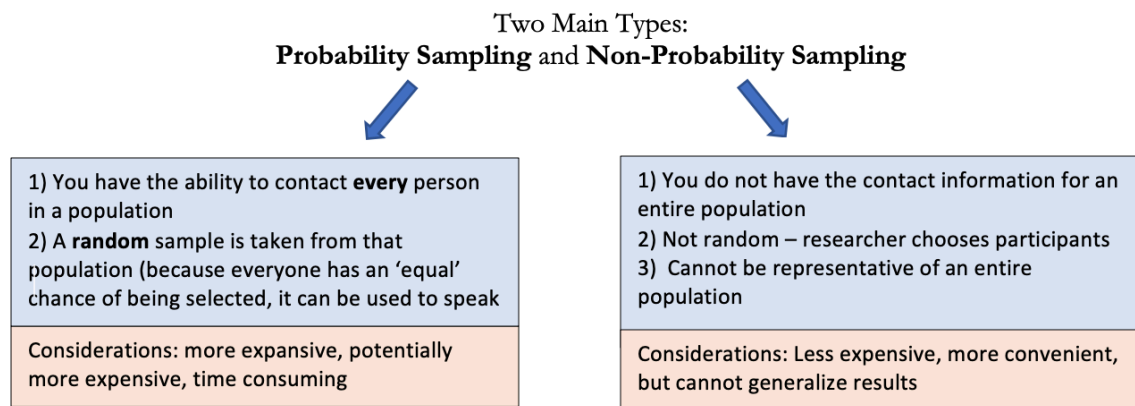 Two Main Types:
Probability Sampling and Non-Probability Sampling
1) You have the ability to contact every person
in a population
2) A random sample is taken from that
population (because everyone has an ‘equal’
chance of being selected, it can be used to speak
Considerations: more expansive, potentially
more expensive, time consuming
1) You do not have the contact information for an
entire population
2) Not random – researcher chooses participants
3) Cannot be representative of an entire
population
Considerations: Less expensive, more convenient,
but cannot generalize results